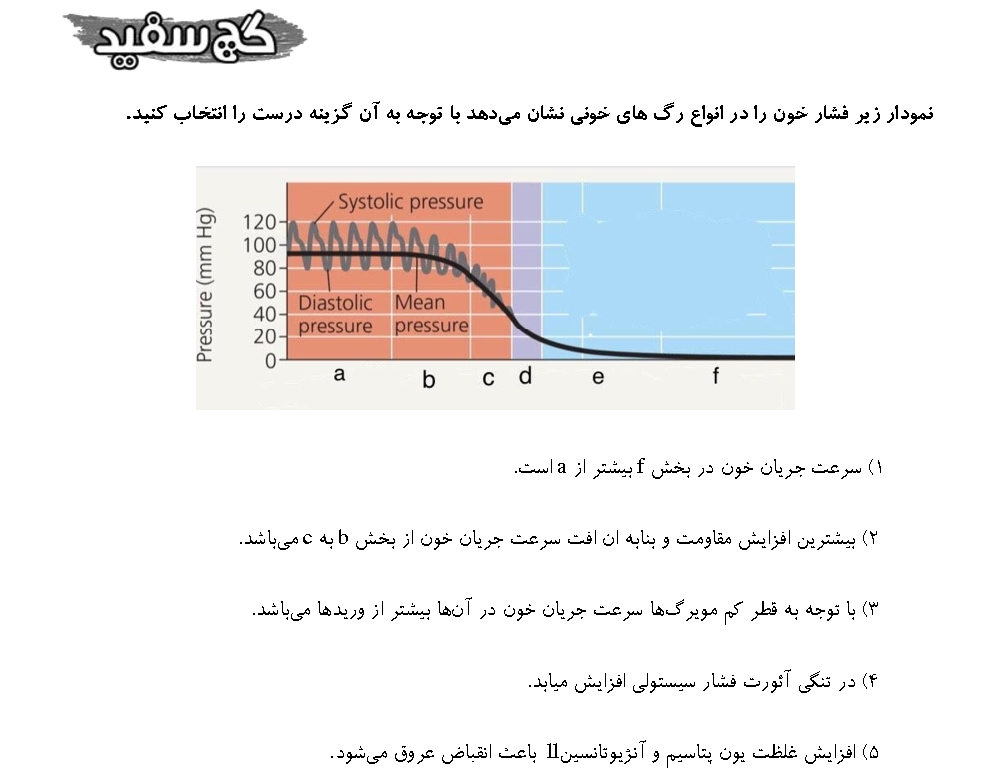 گچ سفید
نمودار زیر فشار خون را در انواع رگ های خونی نشان می‌دهد با توجه به آن گزینه درست را انتخاب کنید.
Pressure (mm Hg)
Systolic pressure
120
100
80
60
40
20
0
Diastolic pressure
Mean pressure
a b c d e f
۱) سرعت جریان خون در بخش f بیشتر از a است.
۲) بیشترین افزایش مقاومت و بنابه ان افت سرعت جریان خون از بخش b به c می‌باشد.
۳) با توجه به قطر کم مویرگ‌ها سرعت جریان خون در آن‌ها بیشتر از وریدها می‌باشد.
۴) در تنگی آئورت فشار سیستولی افزایش میابد.
۵) افزایش غلظت یون پتاسیم و آنژیوتانسین‌ll باعث انقباض عروق می‌شود.